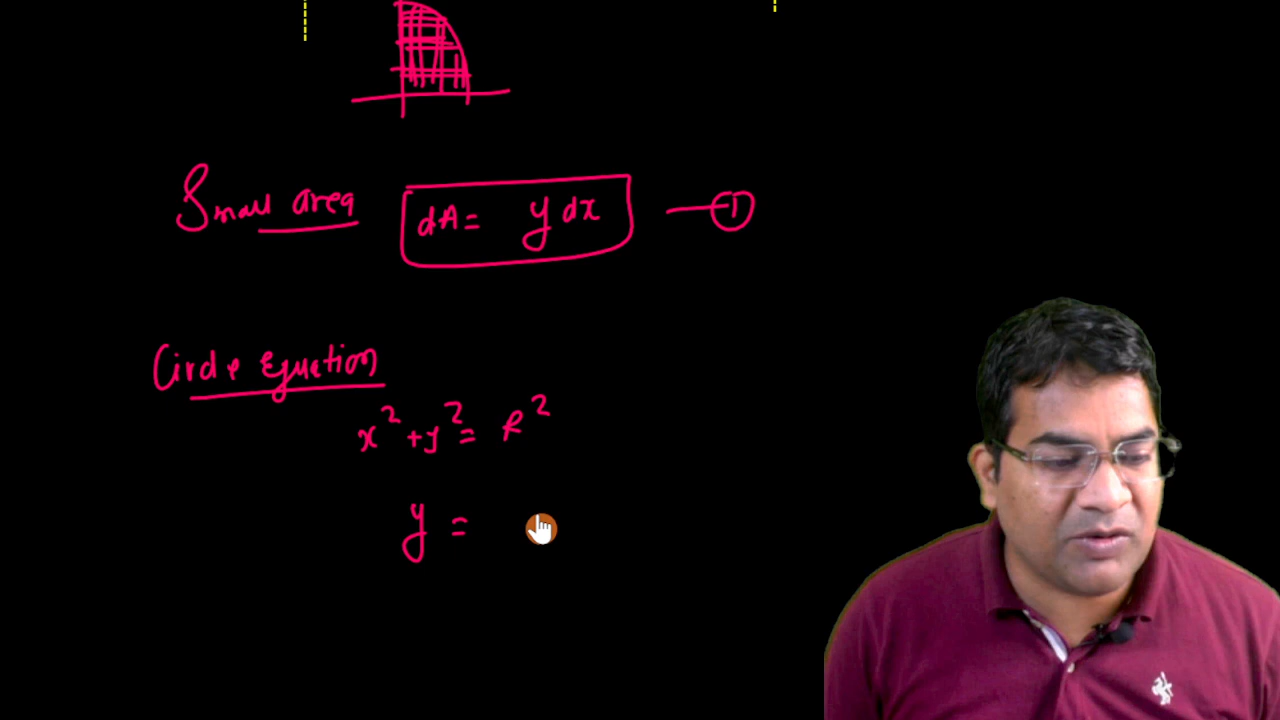 Small area dA= y dx —①
Circle Equation
x²+y²= R²
y =